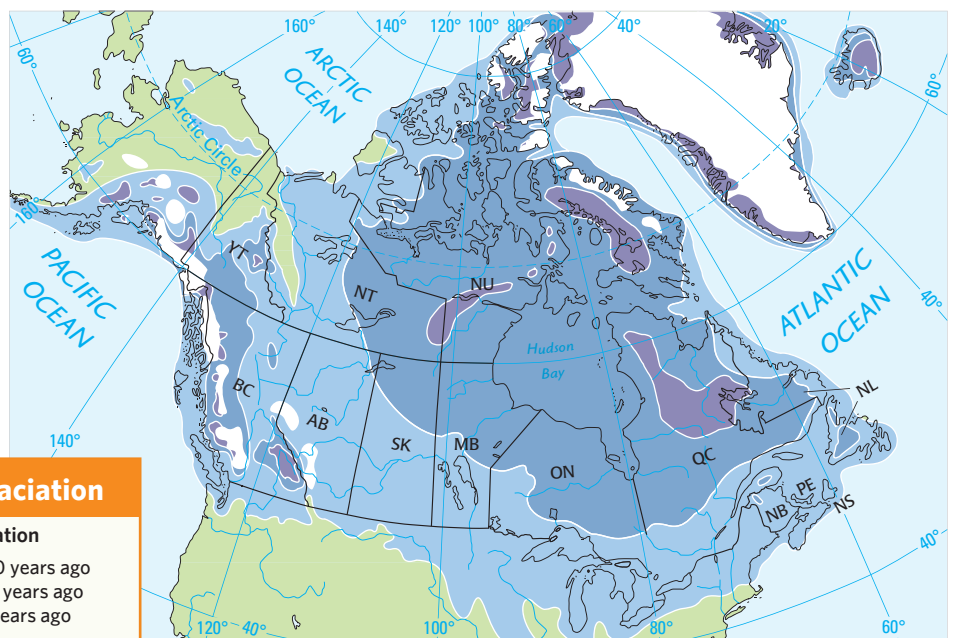 160°
140°
120°
100°
80°
60°
40°
20°
60°
60°
ARCTIC
OCEAN
Arctic Circle
160°
PACIFIC
OCEAN
YT
NT
NU
Hudson
Bay
ATLANTIC
OCEAN
40°
BC
AB
SK
MB
ON
QC
NL
PE
NB
NS
140°
40°
120°
40°
100°
80°
60°
aciation
ation
0 years ago
years ago
ears ago